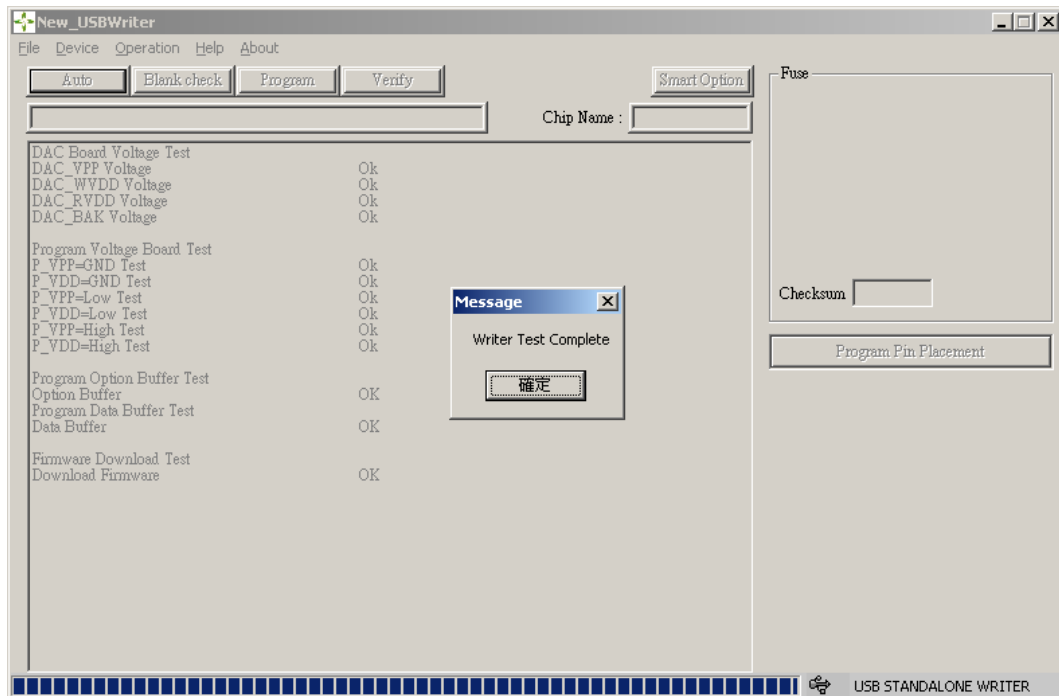 New_USBWriter
File Device Operation Help About
Auto Blank check Program Verify Smart Option
Chip Name :
Fuse
DAC Board Voltage Test
DAC_VPP Voltage Ok
DAC_WVDD Voltage Ok
DAC_RVDD Voltage Ok
DAC_BAK Voltage Ok
Program Voltage Board Test
P_VPP=GND Test Ok
P_VDD=GND Test Ok
P_VPP=Low Test Ok
P_VDD=Low Test Ok
P_VPP=High Test Ok
P_VDD=High Test Ok
Program Option Buffer Test
Option Buffer OK
Program Data Buffer Test
Data Buffer OK
Firmware Download Test
Download Firmware OK
Message
Writer Test Complete
確定
Checksum
Program Pin Placement
USB STANDALONE WRITER